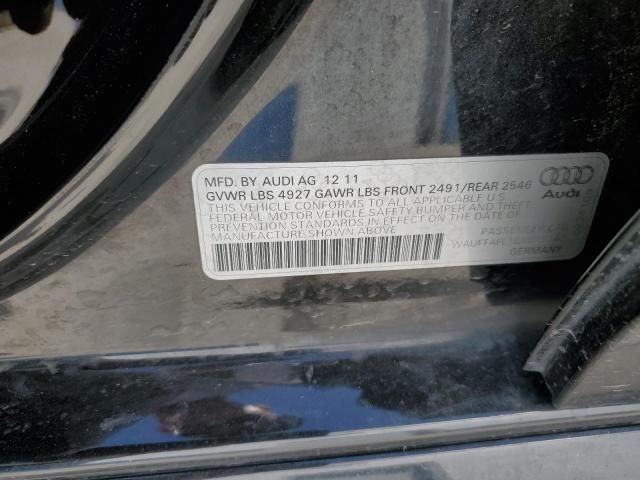 MFD. BY AUDI AG 12 11
GVWR LBS 4927 GAWR LBS FRONT 2491/REAR 2546
THIS VEHICLE CONFORMS TO ALL APPLICABLE U.S.
FEDERAL MOTOR VEHICLE SAFETY BUMPER AND THEFT
PREVENTION STANDARDS IN EFFECT ON THE DATE OF
MANUFACTURE SHOWN ABOVE
Audi
PASSENGER
GERMANY